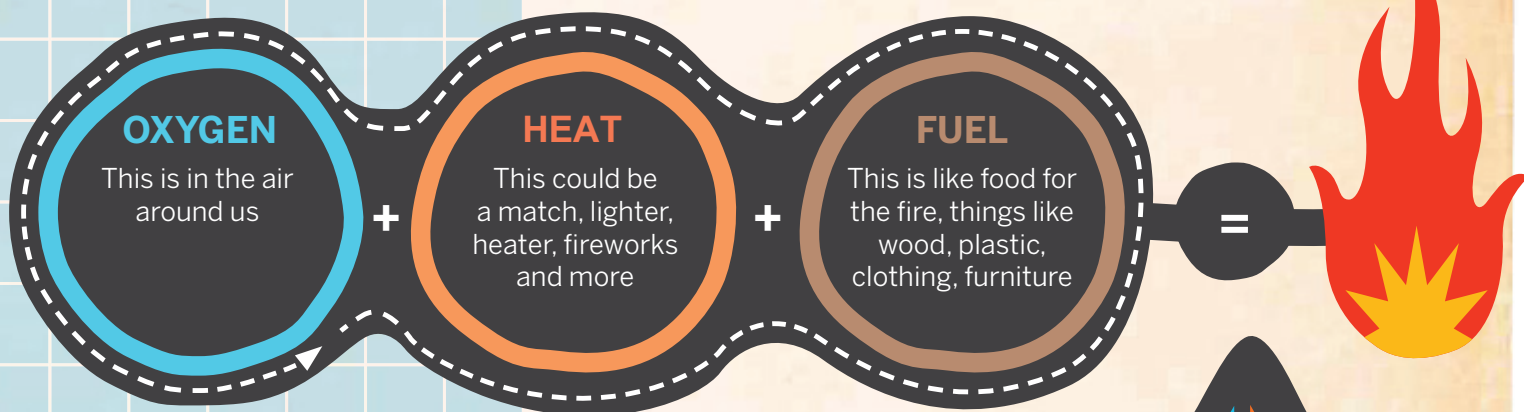 OXYGEN
This is in the air
around us
+
HEAT
This could be
a match, lighter,
heater, fireworks
and more
+
FUEL
This is like food for
the fire, things like
wood, plastic,
clothing, furniture
=